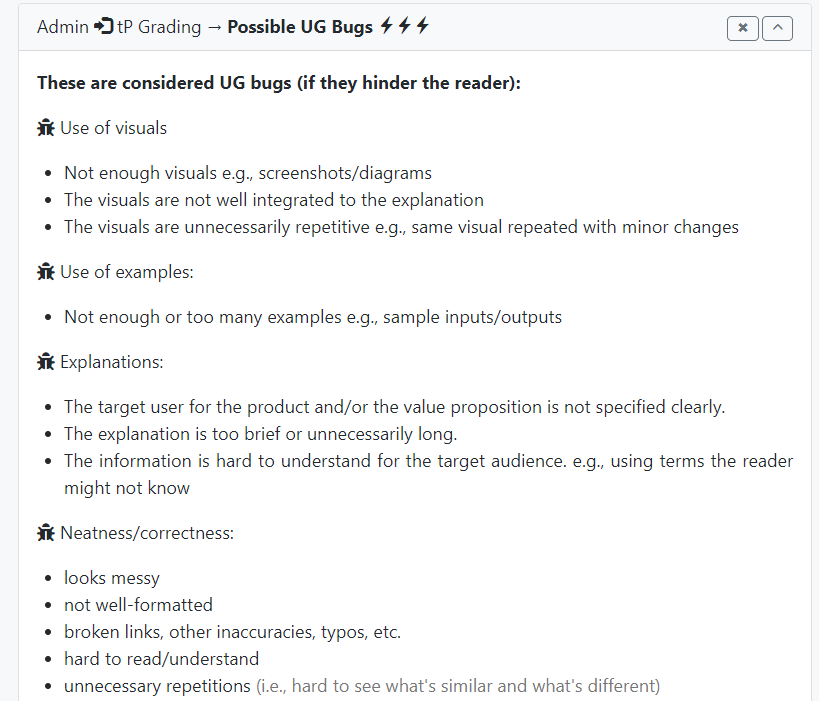 Admin tP Grading → Possible UG Bugs
These are considered UG bugs (if they hinder the reader):
Use of visuals
• Not enough visuals e.g., screenshots/diagrams
• The visuals are not well integrated to the explanation
• The visuals are unnecessarily repetitive e.g., same visual repeated with minor changes
Use of examples:
• Not enough or too many examples e.g., sample inputs/outputs
Explanations:
• The target user for the product and/or the value proposition is not specified clearly.
• The explanation is too brief or unnecessarily long.
• The information is hard to understand for the target audience. e.g., using terms the reader
might not know
Neatness/correctness:
• looks messy
• not well-formatted
• broken links, other inaccuracies, typos, etc.
• hard to read/understand
• unnecessary repetitions (i.e., hard to see what's similar and what's different)